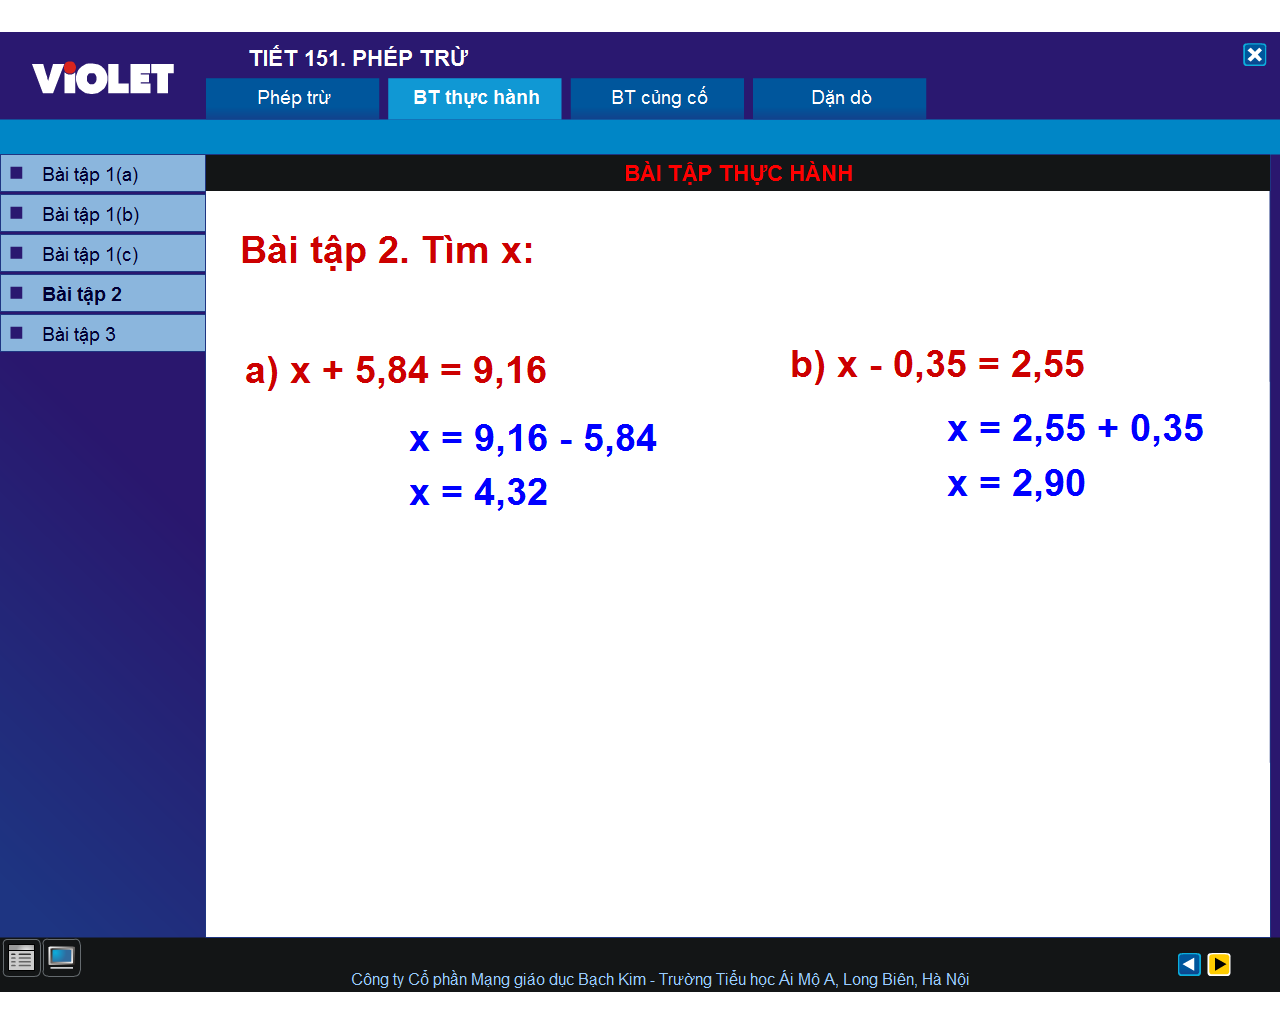 ViOLET
TIẾT 151. PHÉP TRỪ
Phép trừ
BT thực hành
BT củng cố
Dặn dò
Bài tập 1(a)
Bài tập 1(b)
Bài tập 1(c)
Bài tập 2
Bài tập 3
BÀI TẬP THỰC HÀNH
Bài tập 2. Tìm x:
a) x + 5,84 = 9,16
x = 9,16 - 5,84
x = 4,32
b) x - 0,35 = 2,55
x = 2,55 + 0,35
x = 2,90
Công ty Cổ phần Mạng giáo dục Bạch Kim - Trường Tiểu học Ái Mộ A, Long Biên, Hà Nội